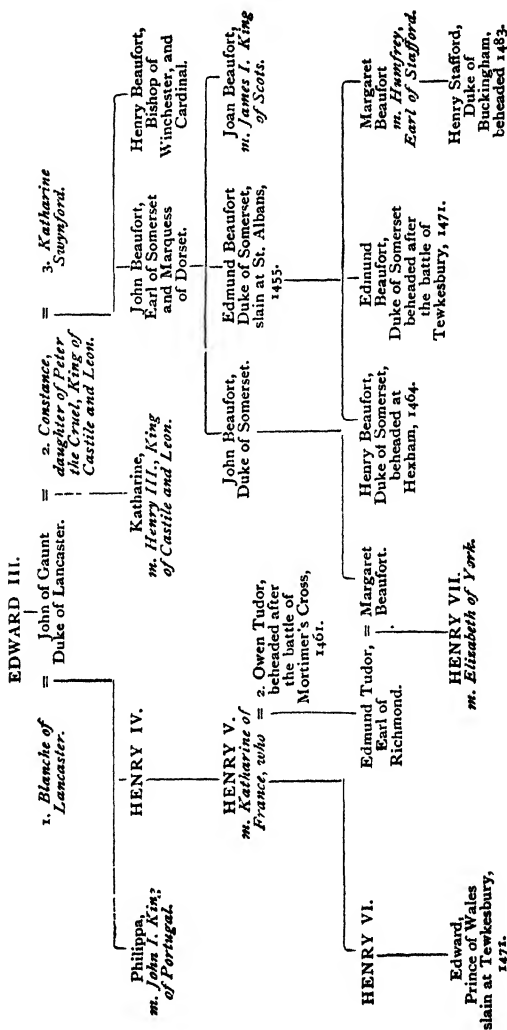 EDWARD III.
1. Blanche of
Lancaster.
=
John of Gaunt
Duke of Lancaster.
=
2. Constance,
daughter of Peter
the Cruel, King of
Castile and Leon.
=
3. Katharine
Swynford.
Philippa,
m. John I. King
of Portugal.
HENRY IV.
Katharine,
m. Henry III., King
of Castile and Leon.
John Beaufort,
Earl of Somerset
and Marquess
of Dorset.
Henry Beaufort,
Bishop of
Winchester, and
Cardinal.
HENRY V.
m. Katharine of
France, who
=
2. Owen Tudor,
beheaded after
the battle of
Mortimer's Cross,
1461.
John Beaufort,
Duke of Somerset.
Edmund Beaufort
Duke of Somerset,
slain at St. Albans,
1455.
Joan Beaufort,
m. James I. King
of Scots.
HENRY VI.
Edmund Tudor,
Earl of
Richmond.
=
Margaret
Beaufort.
Henry Beaufort,
Duke of Somerset,
beheaded at
Hexham, 1464.
Edmund
Beaufort,
Duke of Somerset
beheaded after
the battle of
Tewkesbury, 1471.
Margaret
Beaufort
m. Humfrey,
Earl of Stafford.
Edward,
Prince of Wales
slain at Tewkesbury,
1471.
HENRY VII.
m. Elizabeth of York.
Henry Stafford,
Duke of
Buckingham,
beheaded 1483.